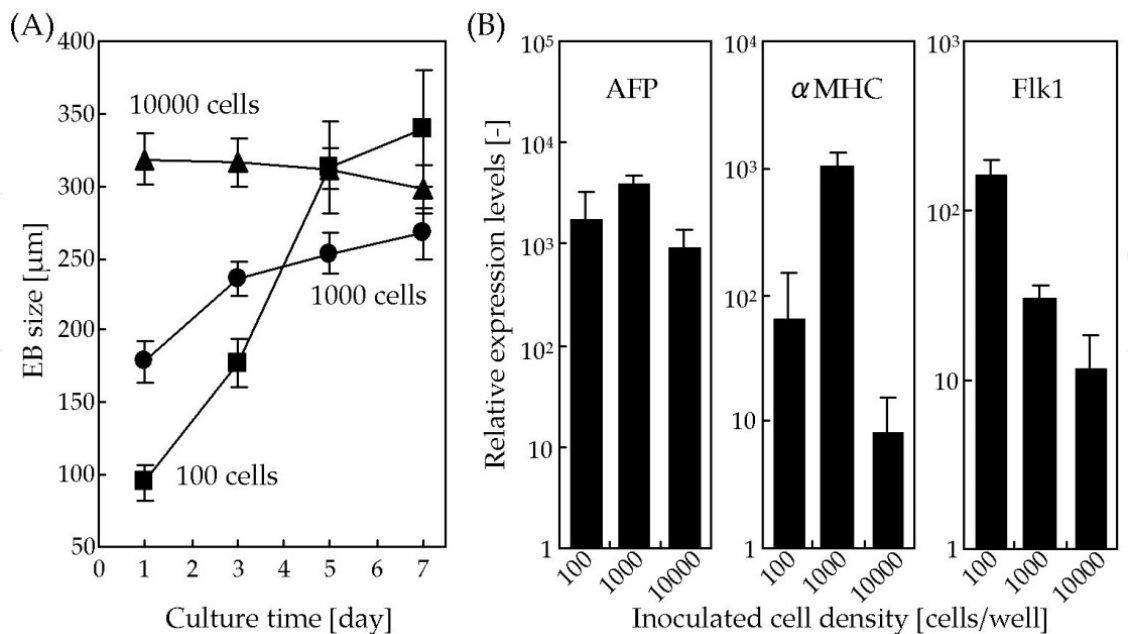 (A)
400
350
300
250
200
150
100
50
EB size [µm]
10000 cells
1000 cells
100 cells
0 1 2 3 4 5 6 7
Culture time [day]
(B)
Relative expression levels [-]
10⁵
10⁴
10³
10²
10
1
AFP
100 1000 10000
10⁴
10³
10²
10
1
αMHC
100 1000 10000
10³
10²
10
1
Flk1
100 1000 10000
Inoculated cell density [cells/well]